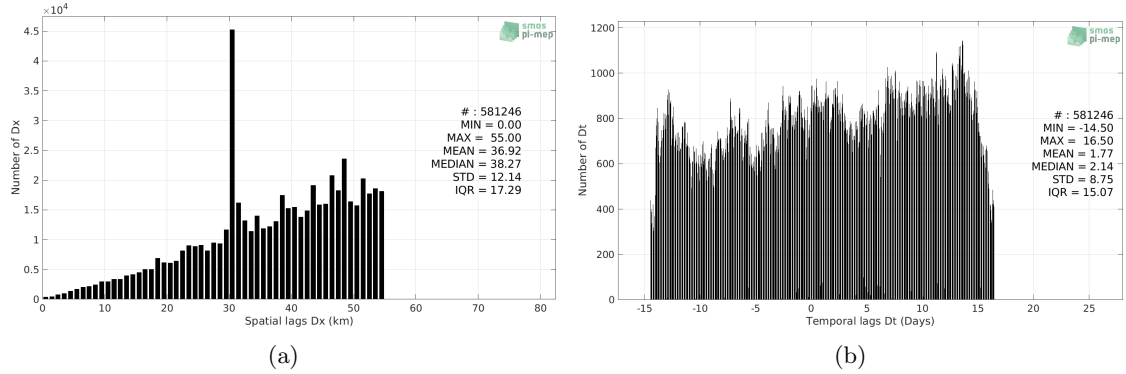 ×10⁴
4.5
4
3.5
3
2.5
2
1.5
1
0.5
0
0 10 20 30 40 50 60 70 80
Number of Dx
Spatial lags Dx (km)
smos
pi-mep
# : 581246
MIN = 0.00
MAX = 55.00
MEAN = 36.92
MEDIAN = 38.27
STD = 12.14
IQR = 17.29
(a)
1200
1000
800
600
400
200
0
-15 -10 -5 0 5 10 15 20 25
Number of Dt
Temporal lags Dt (Days)
smos
pi-mep
# : 581246
MIN = -14.50
MAX = 16.50
MEAN = 1.77
MEDIAN = 2.14
STD = 8.75
IQR = 15.07
(b)